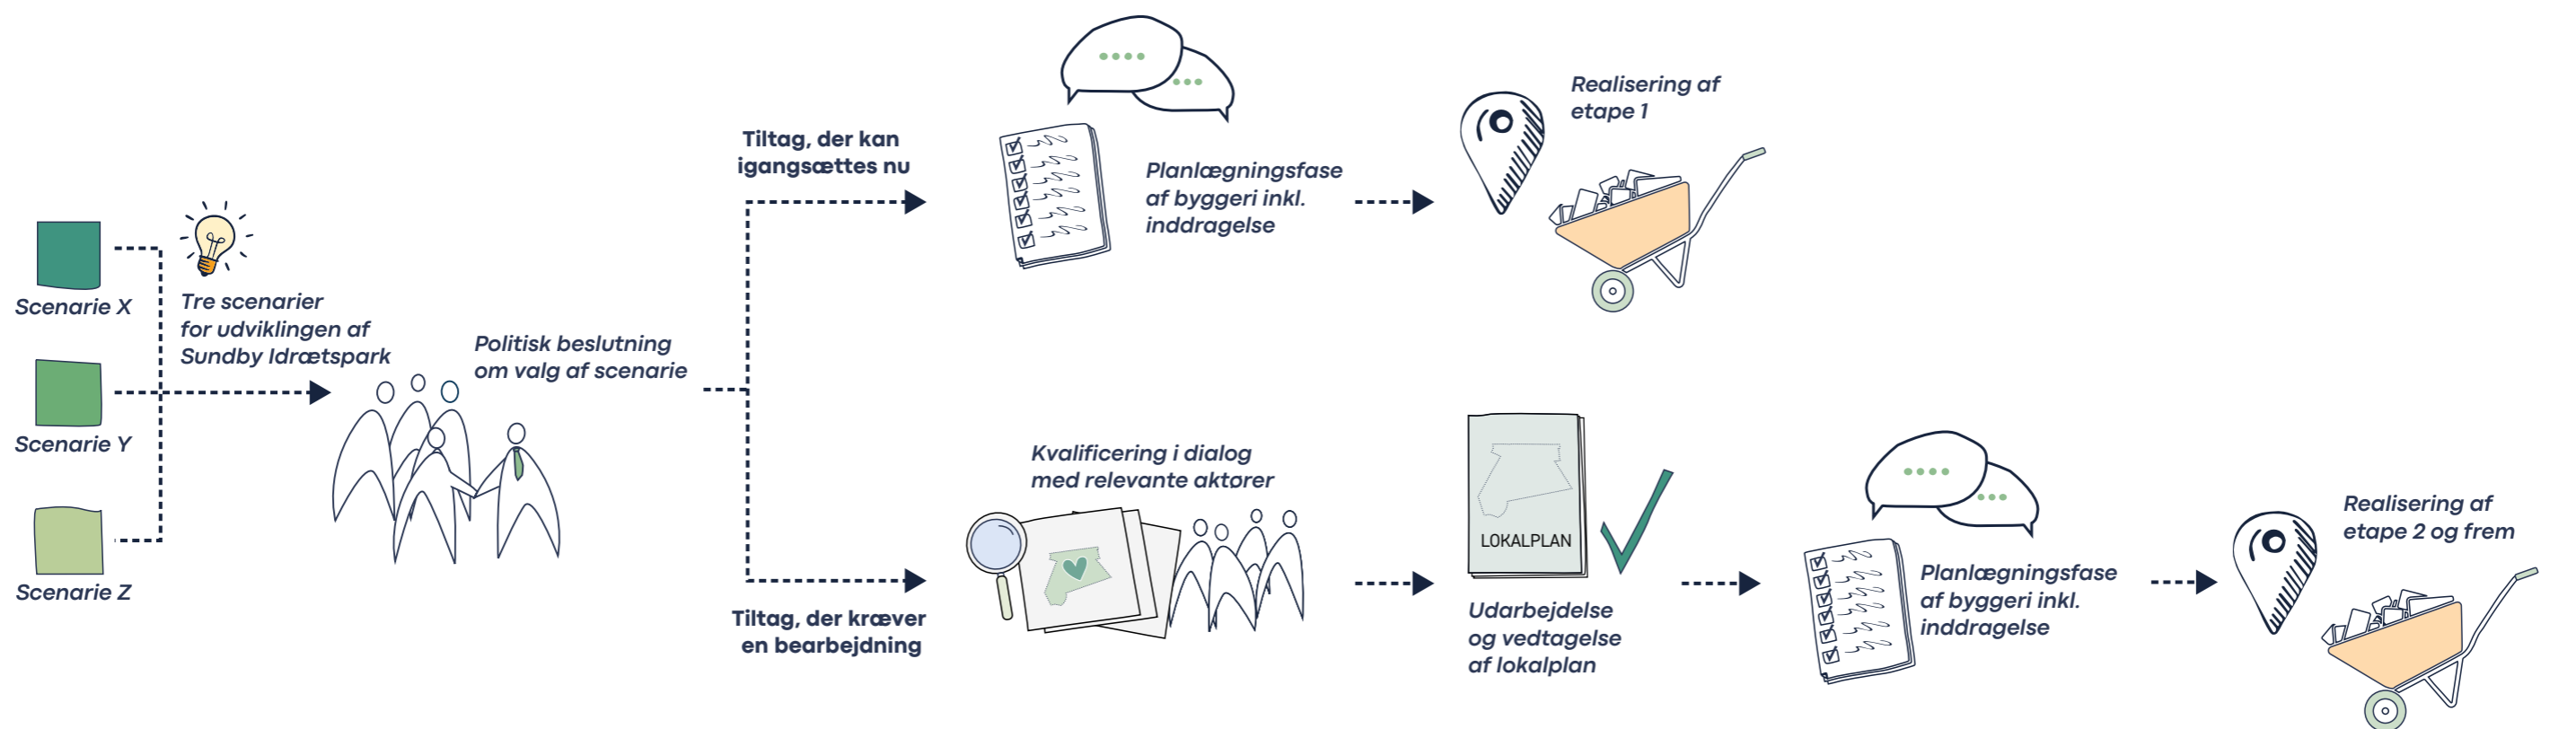 Scenarie X
Scenarie Y
Scenarie Z
Tre scenarier
for udviklingen af
Sundby Idrætspark
Politisk beslutning
om valg af scenarie
Tiltag, der kan
igangsættes nu
Planlægningsfase
af byggeri inkl.
inddragelse
Realisering af
etape 1
Tiltag, der kræver
en bearbejdning
Kvalificering i dialog
med relevante aktører
LOKALPLAN
Udarbejdelse
og vedtagelse
af lokalplan
Planlægningsfase
af byggeri inkl.
inddragelse
Realisering af
etape 2 og frem